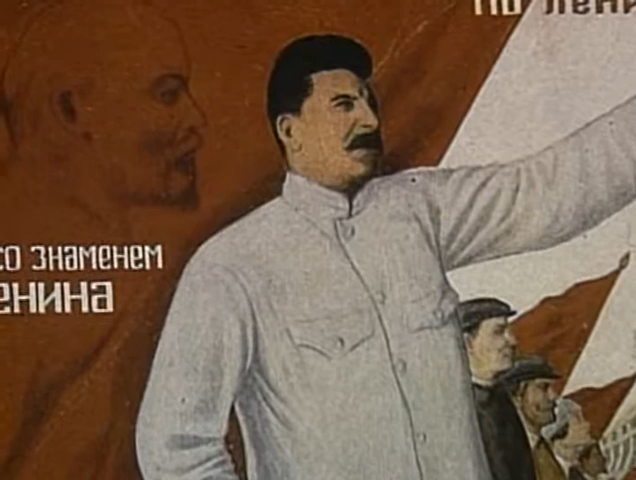 По Лени
со знаменем
енина